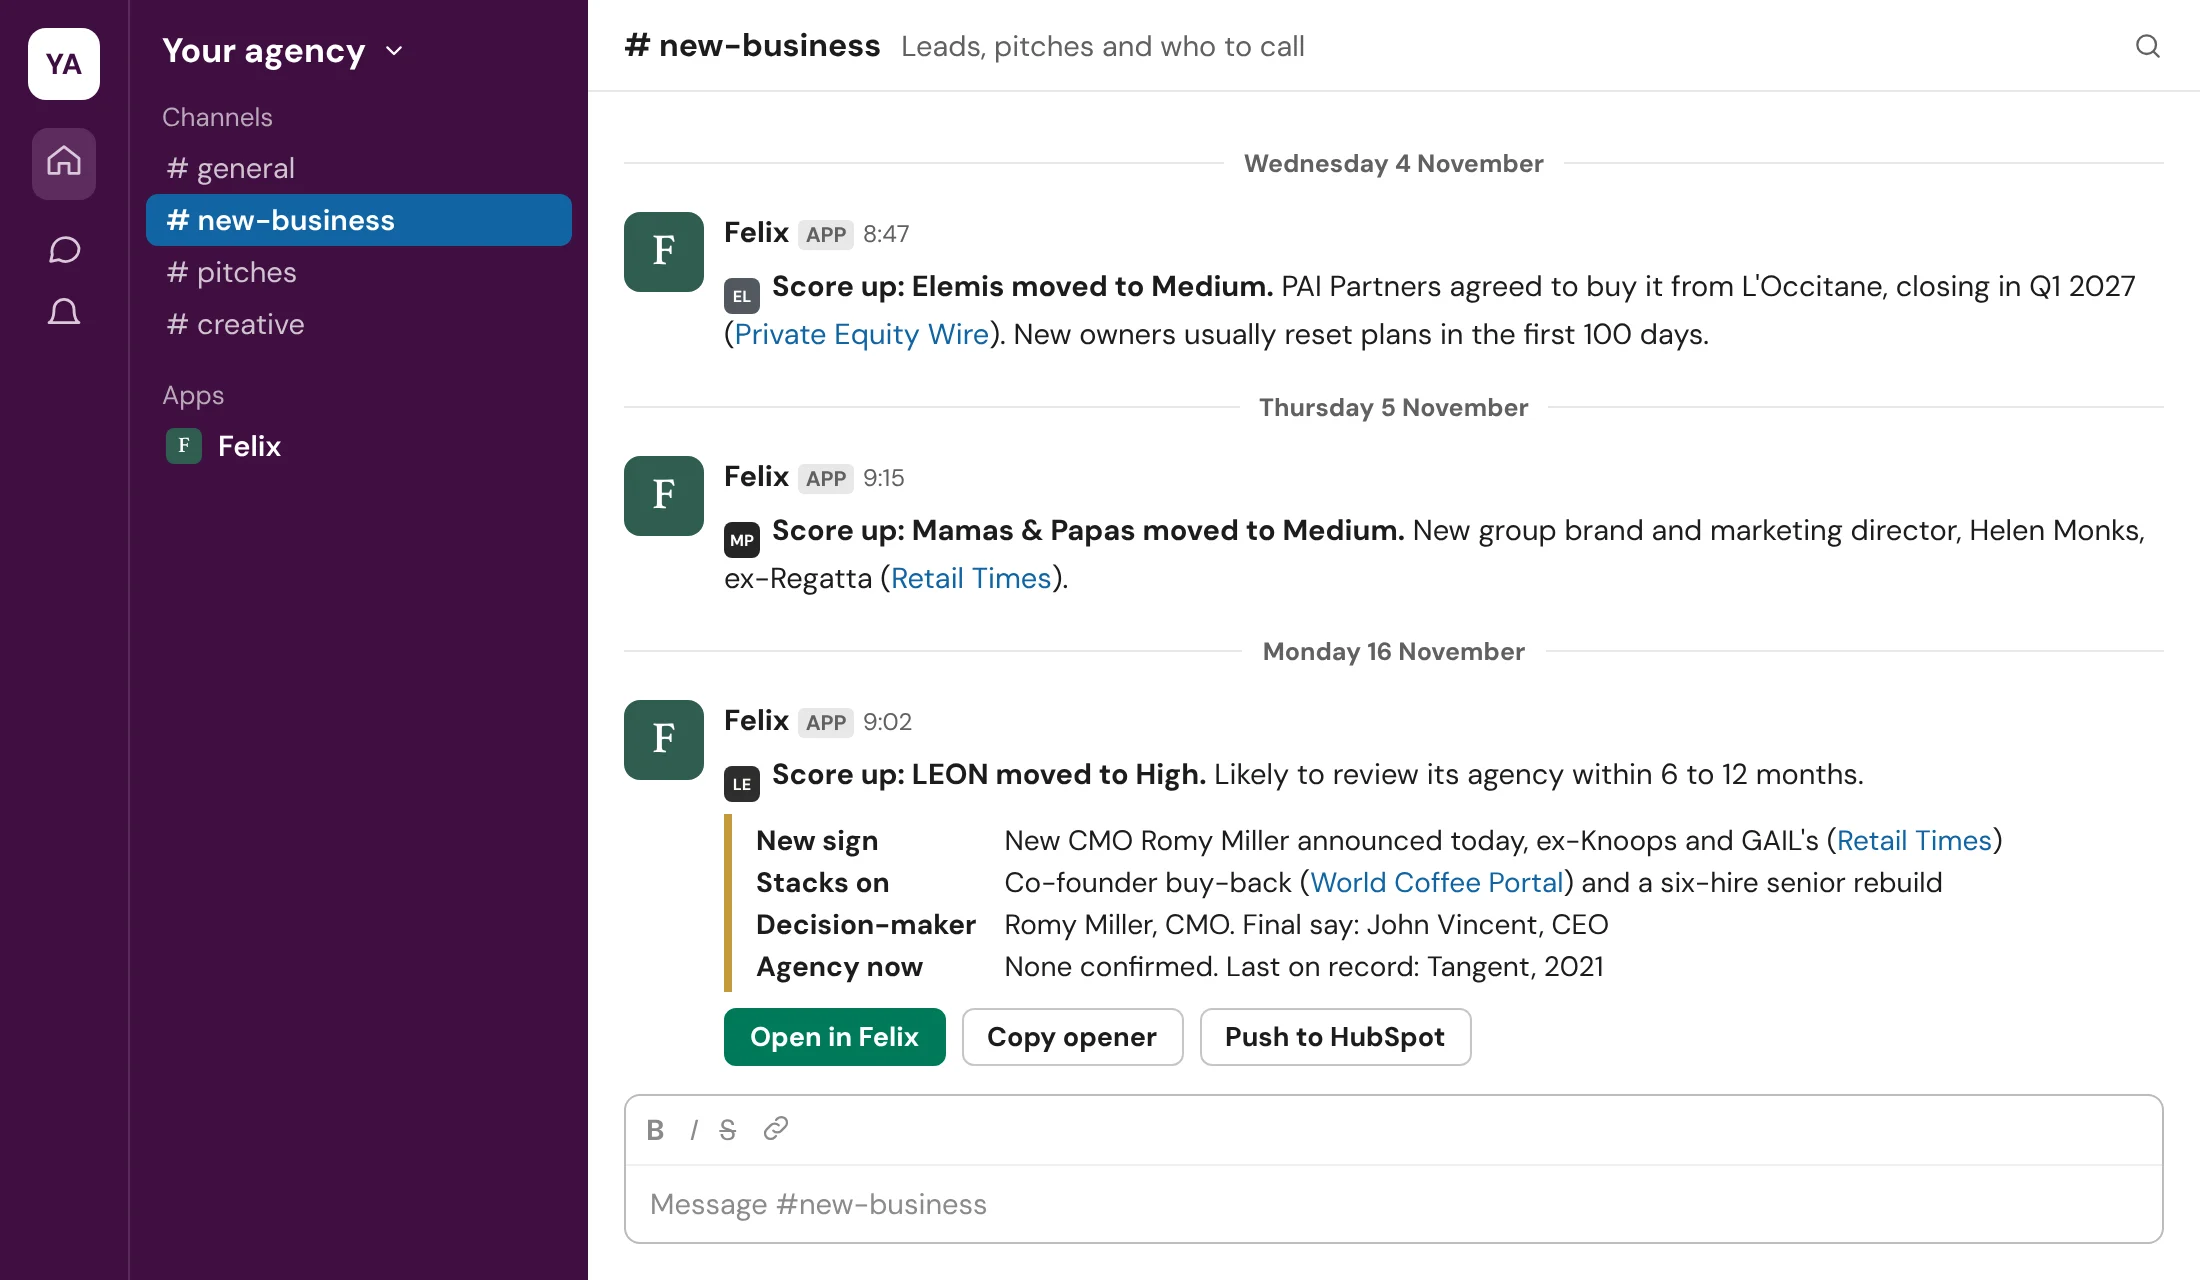 YA
Your agency
Channels
# general
# new-business
# pitches
# creative
Apps
F Felix
# new-business Leads, pitches and who to call
Wednesday 4 November
F
Felix APP 8:47
EL Score up: Elemis moved to Medium. PAI Partners agreed to buy it from L'Occitane, closing in Q1 2027
(Private Equity Wire). New owners usually reset plans in the first 100 days.
Thursday 5 November
F
Felix APP 9:15
MP Score up: Mamas & Papas moved to Medium. New group brand and marketing director, Helen Monks,
ex-Regatta (Retail Times).
Monday 16 November
F
Felix APP 9:02
LE Score up: LEON moved to High. Likely to review its agency within 6 to 12 months.
New sign New CMO Romy Miller announced today, ex-Knoops and GAIL's (Retail Times)
Stacks on Co-founder buy-back (World Coffee Portal) and a six-hire senior rebuild
Decision-maker Romy Miller, CMO. Final say: John Vincent, CEO
Agency now None confirmed. Last on record: Tangent, 2021
Open in Felix Copy opener Push to HubSpot
B I S
Message #new-business